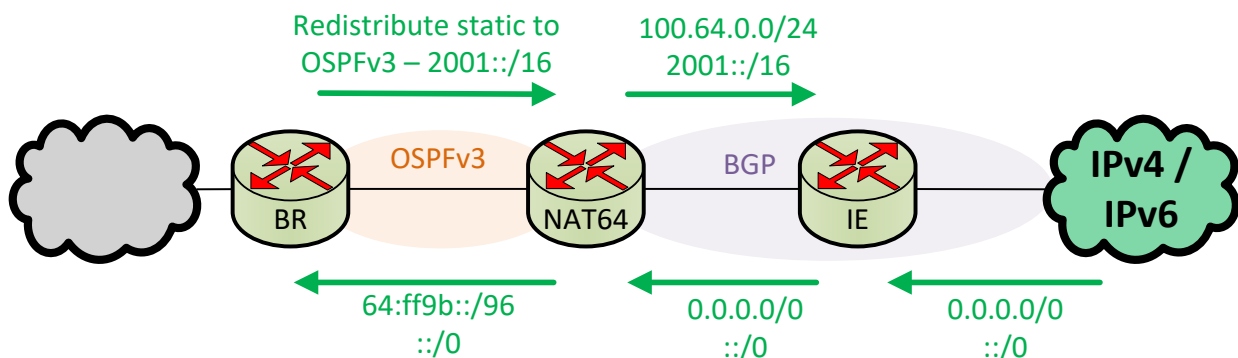 Redistribute static to
OSPFv3 – 2001::/16
100.64.0.0/24
2001::/16
OSPFv3
BGP
IPv4 /
IPv6
BR
NAT64
IE
64:ff9b::/96
::/0
0.0.0.0/0
::/0
0.0.0.0/0
::/0